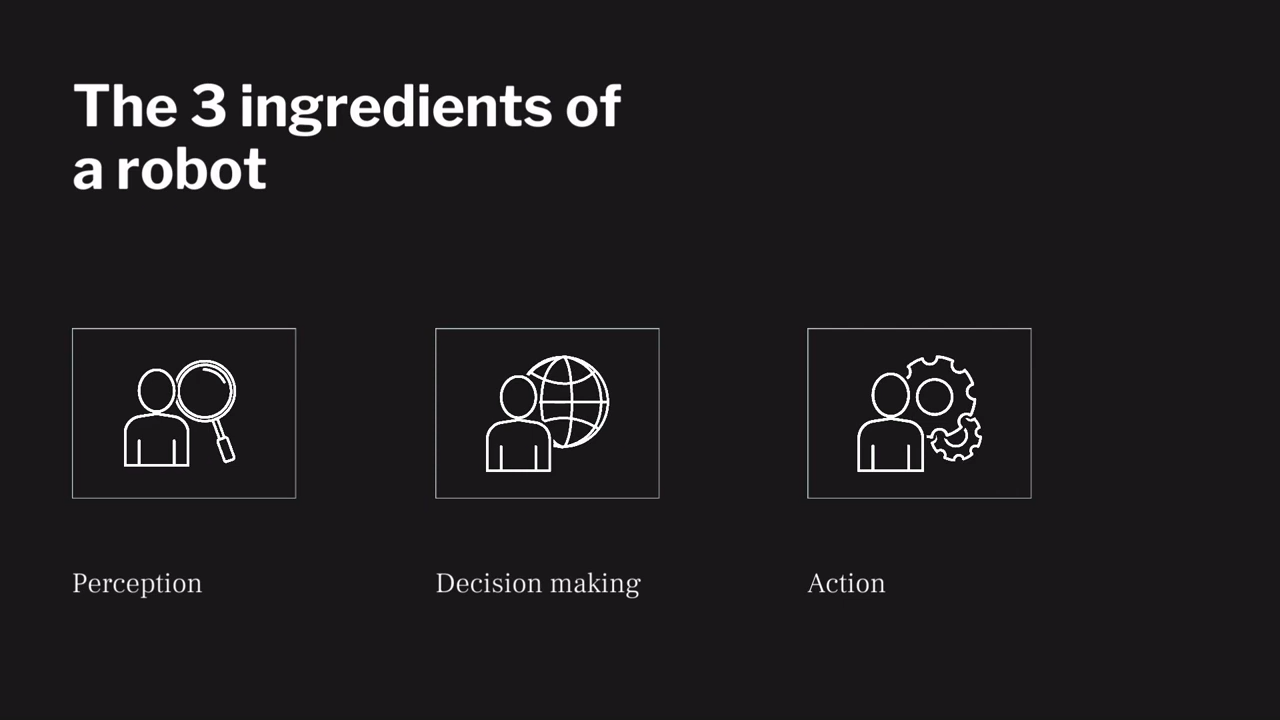 The 3 ingredients of
a robot
Perception
Decision making
Action